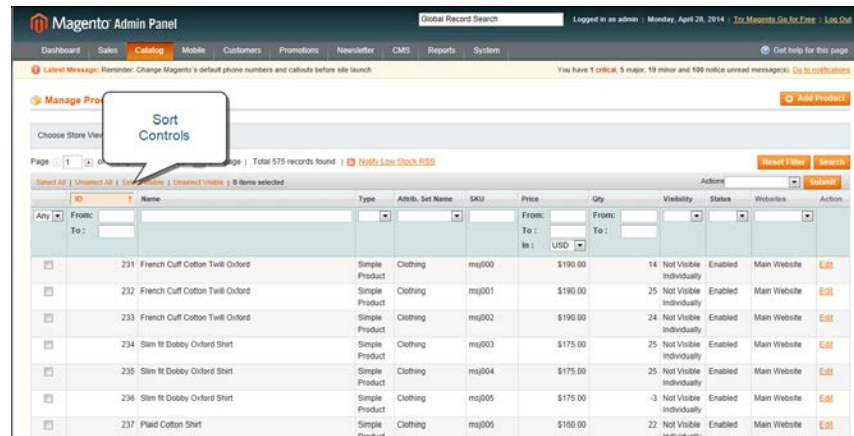 Magento Admin Panel
Global Record Search
Logged in as admin | Monday, April 28, 2014 | Try Magento Go for Free | Log Out
Dashboard Sales Catalog Mobile Customers Promotions Newsletter CMS Reports System
Get help for this page
Latest Message: Reminder: Change Magento's default phone numbers and callouts before site launch
You have 1 critical, 5 major, 19 minor and 100 notice unread message(s). Go to notifications
Manage Pro
Add Product
Sort
Controls
Choose Store View
Page 1 | Total 575 records found | Notify Low Stock RSS
Reset Filter Search
Select All | Unselect All | Select Visible | Unselect Visible | 0 items selected
Actions Submit
ID Name Type Attrib. Set Name SKU Price Qty Visibility Status Websites Action
Any From: From: From:
To : To : To :
In : USD
231 French Cuff Cotton Twill Oxford Simple Product Clothing msj000 $190.00 14 Not Visible Individually Enabled Main Website Edit
232 French Cuff Cotton Twill Oxford Simple Product Clothing msj001 $190.00 25 Not Visible Individually Enabled Main Website Edit
233 French Cuff Cotton Twill Oxford Simple Product Clothing msj002 $190.00 24 Not Visible Individually Enabled Main Website Edit
234 Slim fit Dobby Oxford Shirt Simple Product Clothing msj003 $175.00 25 Not Visible Individually Enabled Main Website Edit
235 Slim fit Dobby Oxford Shirt Simple Product Clothing msj004 $175.00 25 Not Visible Individually Enabled Main Website Edit
236 Slim fit Dobby Oxford Shirt Simple Product Clothing msj005 $175.00 -3 Not Visible Individually Enabled Main Website Edit
237 Plaid Cotton Shirt Simple Clothing msj006 $160.00 22 Not Visible Enabled Main Website Edit